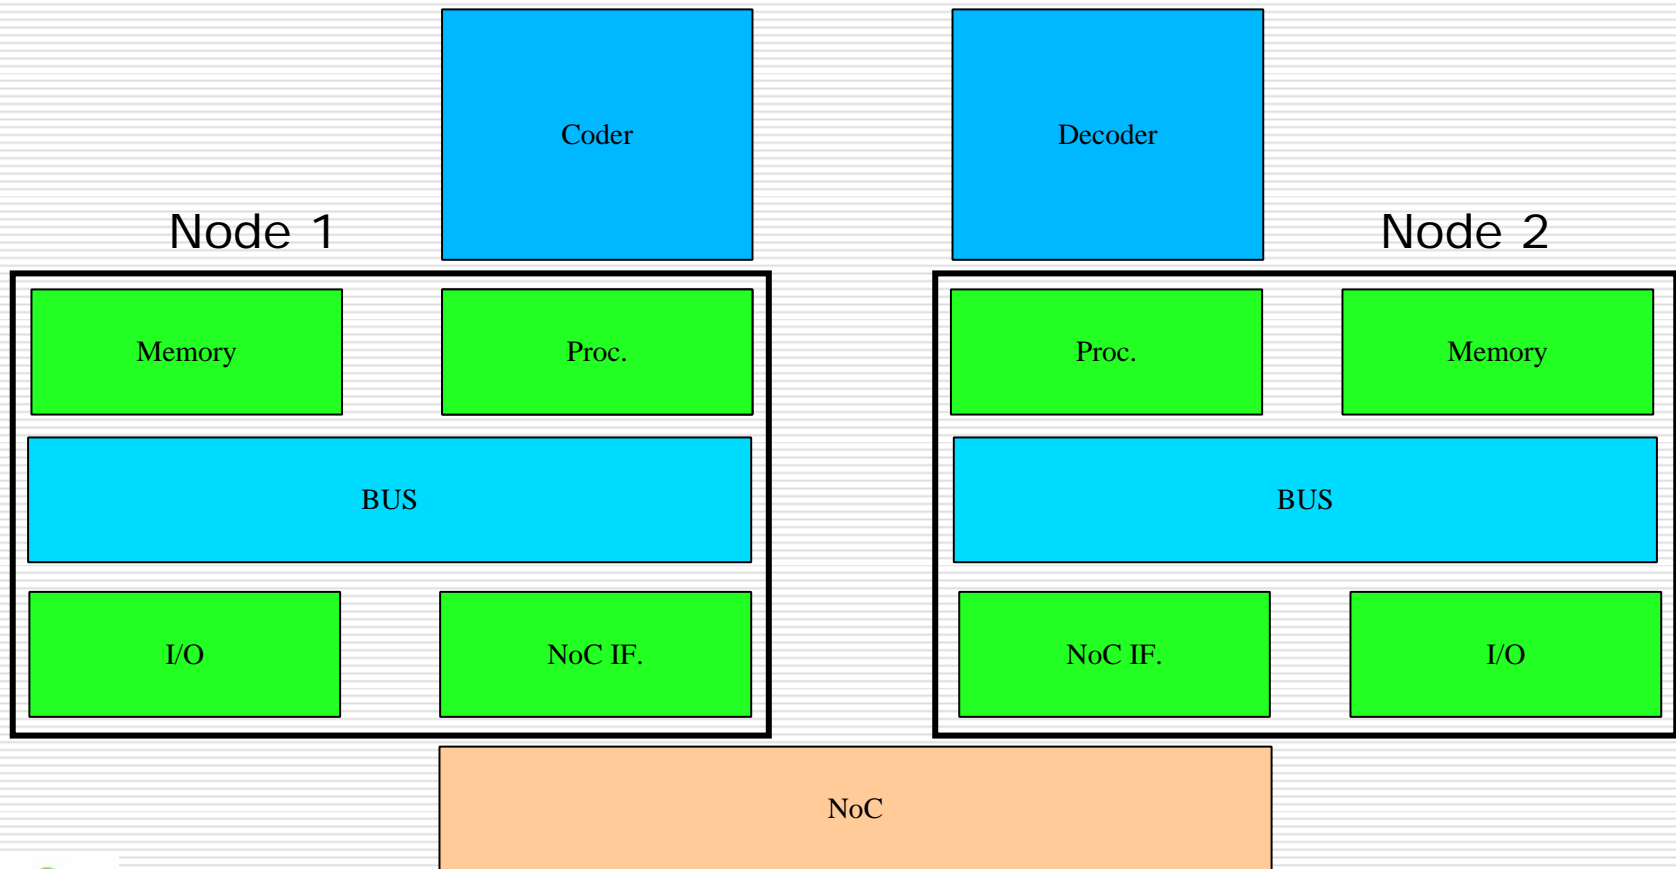 Coder
Decoder
Node 1
Node 2
Memory
Proc.
Proc.
Memory
BUS
BUS
I/O
NoC IF.
NoC IF.
I/O
NoC